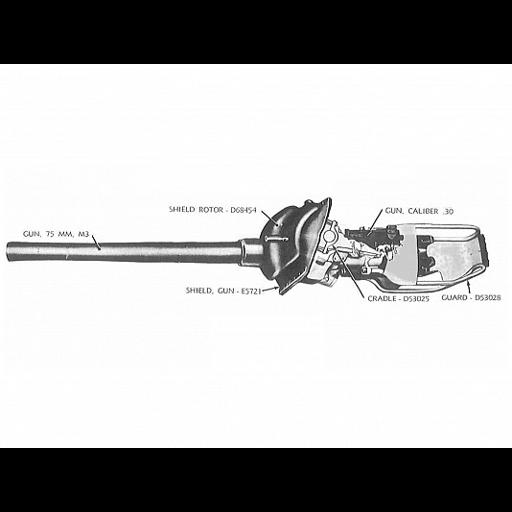 SHIELD ROTOR - D68454
GUN, CALIBER .30
GUN, 75 MM, M3
SHIELD, GUN - E5721
CRADLE - D53025
GUARD - D53028